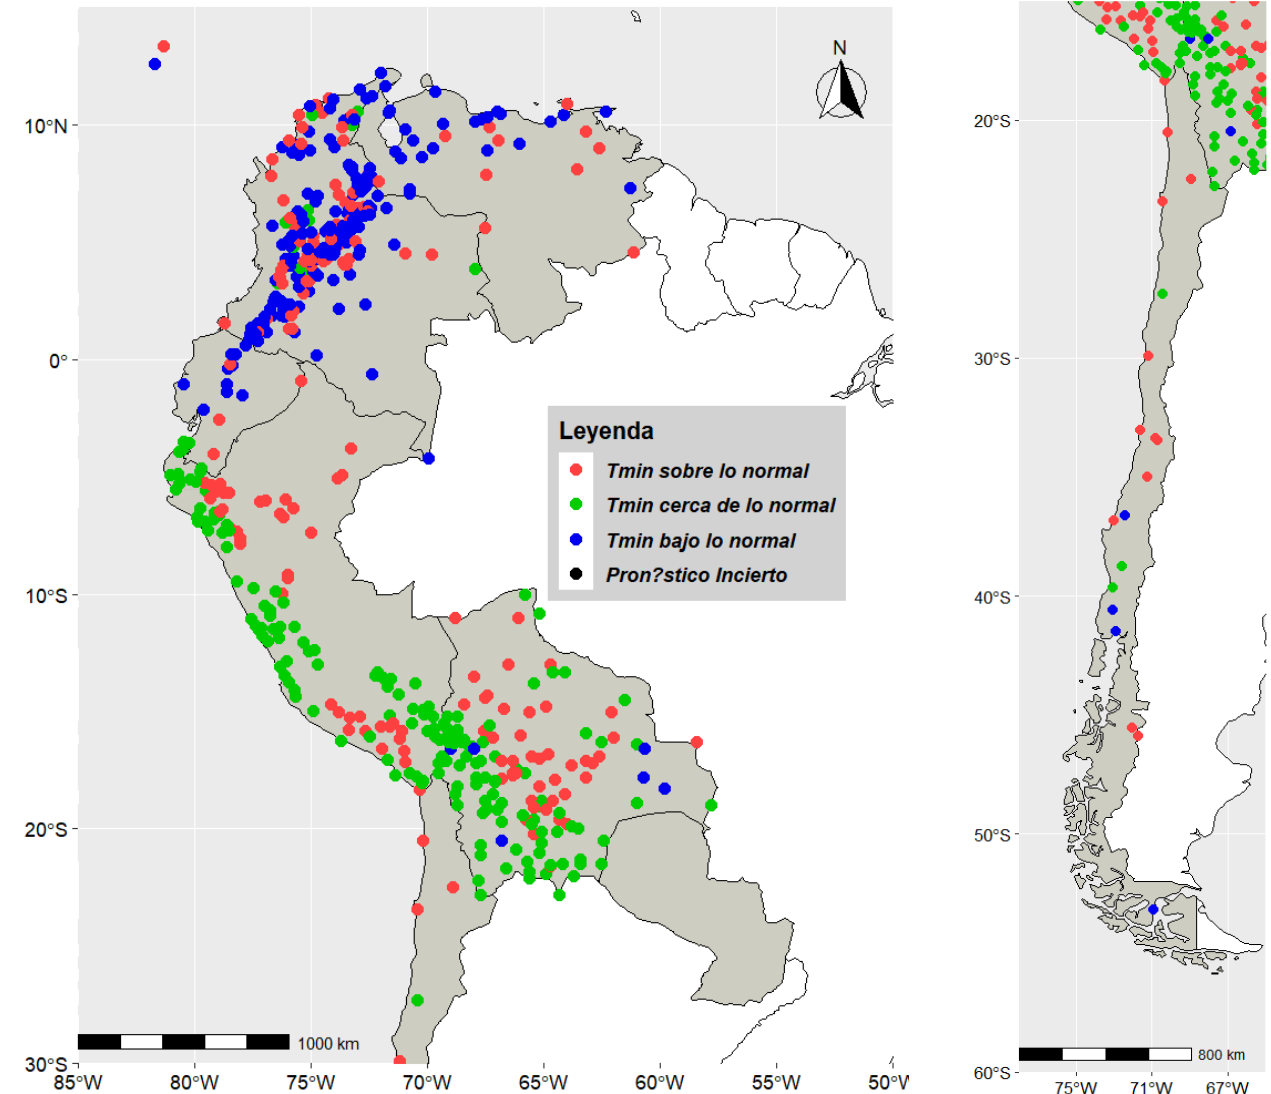 N
10°N
0°
10°S
20°S
30°S
85°W
80°W
75°W
70°W
65°W
60°W
55°W
50°W
1000 km
Leyenda
Tmin sobre lo normal
Tmin cerca de lo normal
Tmin bajo lo normal
Pron?stico Incierto
20°S
30°S
40°S
50°S
60°S
75°W
71°W
67°W
800 km